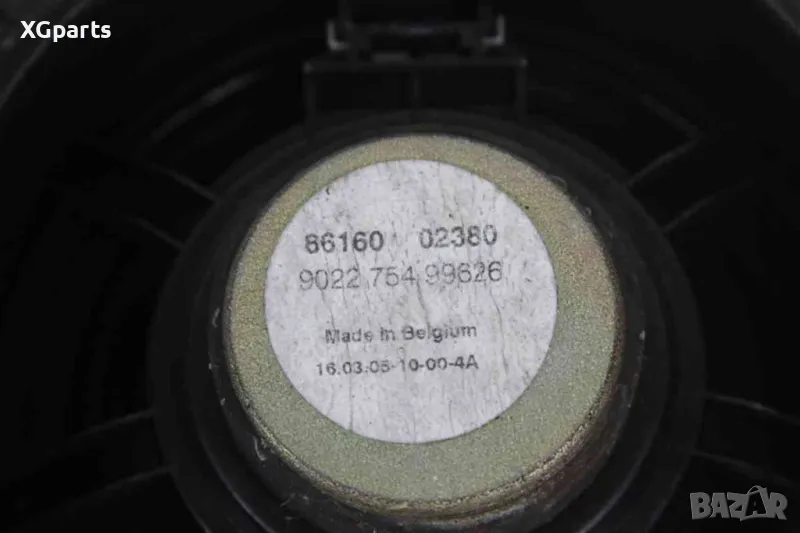 XGparts
86160 02380
9022 754 99626
Made in Belgium
16.03.05-10-00-4A
BAZAR